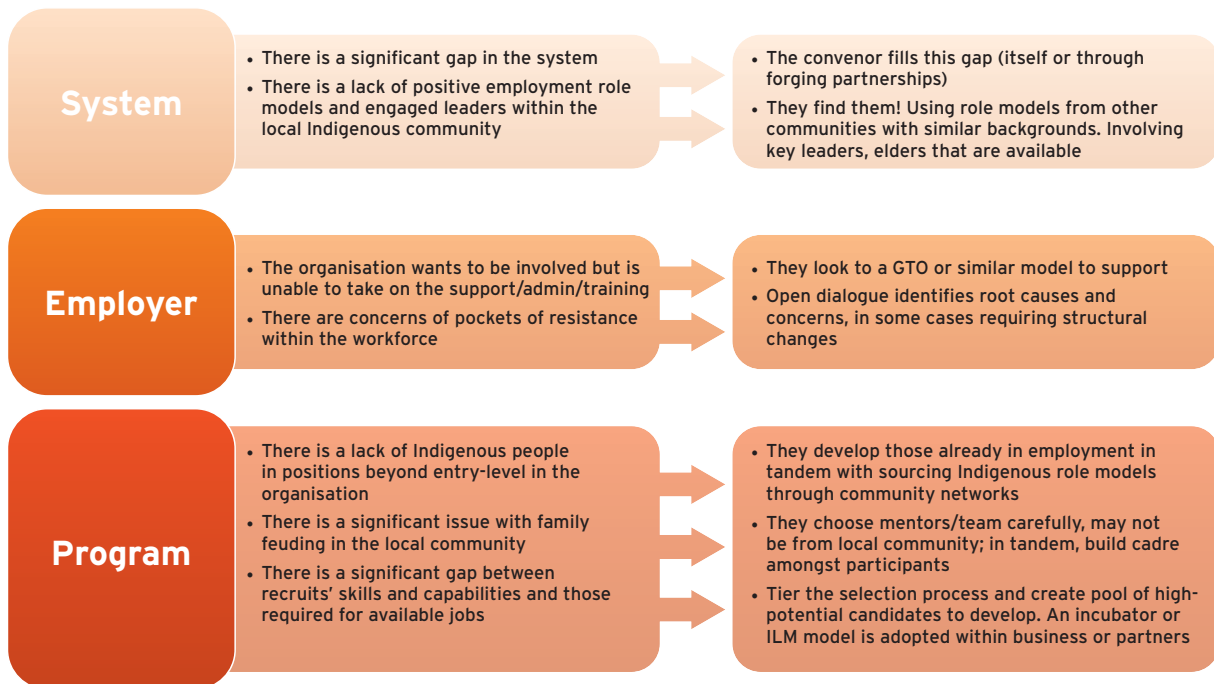 System
• There is a significant gap in the system
• There is a lack of positive employment role
models and engaged leaders within the
local Indigenous community
• The convenor fills this gap (itself or through
forging partnerships)
• They find them! Using role models from other
communities with similar backgrounds. Involving
key leaders, elders that are available
Employer
• The organisation wants to be involved but is
unable to take on the support/admin/training
• There are concerns of pockets of resistance
within the workforce
• They look to a GTO or similar model to support
• Open dialogue identifies root causes and
concerns, in some cases requiring structural
changes
Program
• There is a lack of Indigenous people
in positions beyond entry-level in the
organisation
• There is a significant issue with family
feuding in the local community
• There is a significant gap between
recruits’ skills and capabilities and those
required for available jobs
• They develop those already in employment in
tandem with sourcing Indigenous role models
through community networks
• They choose mentors/team carefully, may not
be from local community; in tandem, build cadre
amongst participants
• Tier the selection process and create pool of high-
potential candidates to develop. An incubator or
ILM model is adopted within business or partners